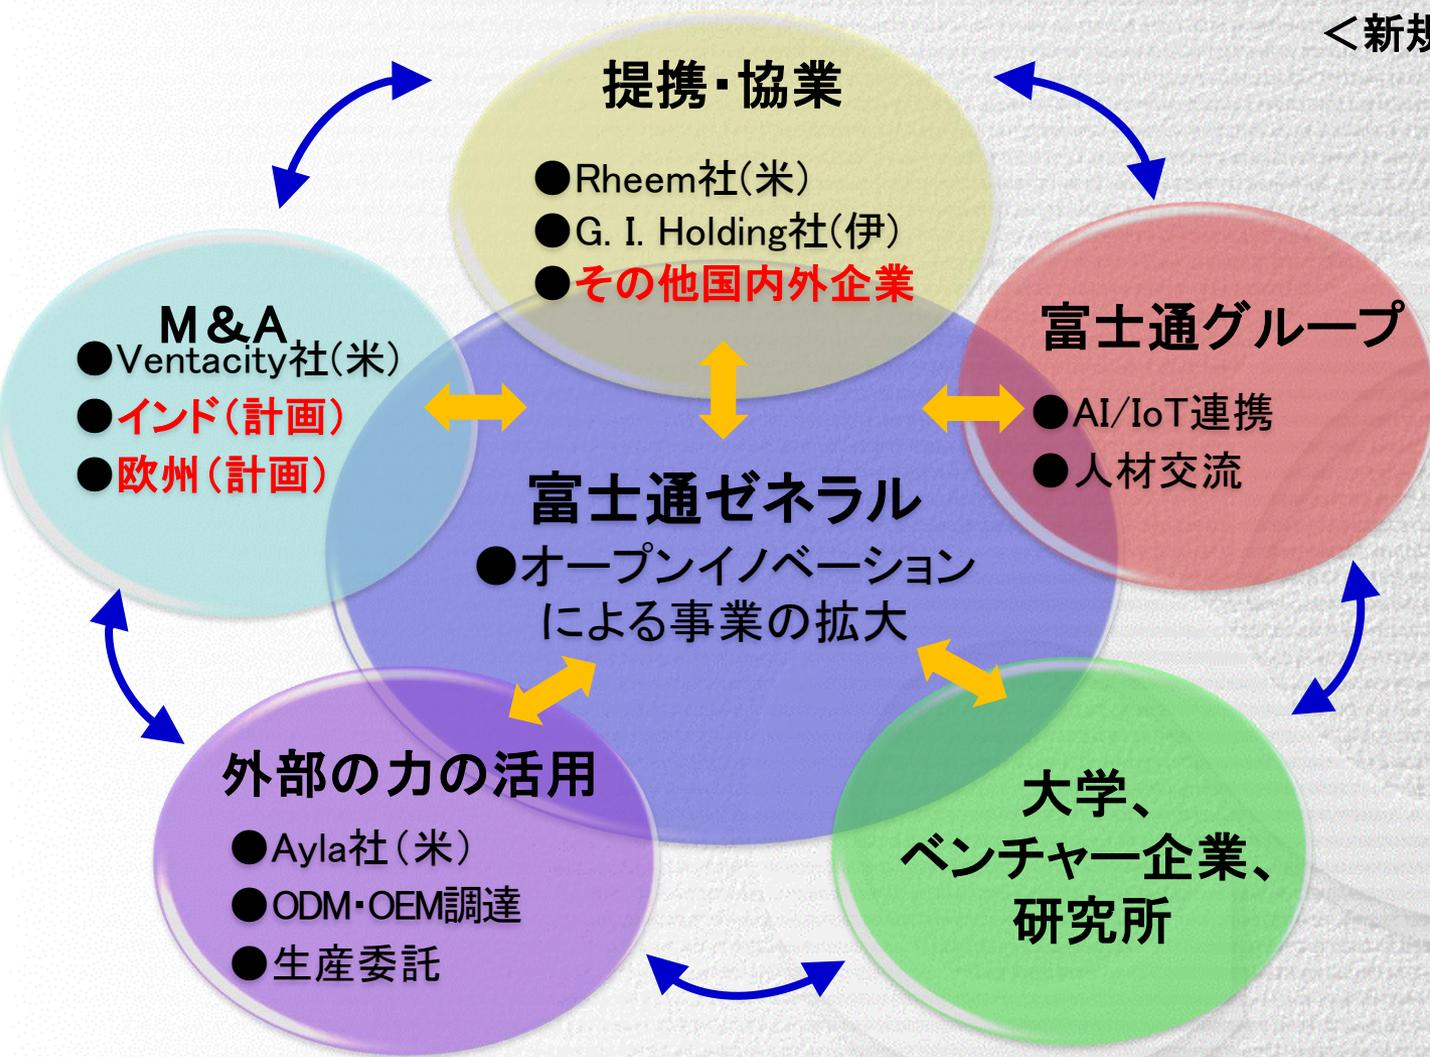 <新規
提携・協業
●Rheem社(米)
●G. I. Holding社(伊)
●その他国内外企業
M&A
●Ventacity社(米)
●インド(計画)
●欧州(計画)
富士通グループ
●AI/IoT連携
●人材交流
富士通ゼネラル
●オープンイノベーション
による事業の拡大
外部の力の活用
●Ayla社(米)
●ODM・OEM調達
●生産委託
大学、
ベンチャー企業、
研究所